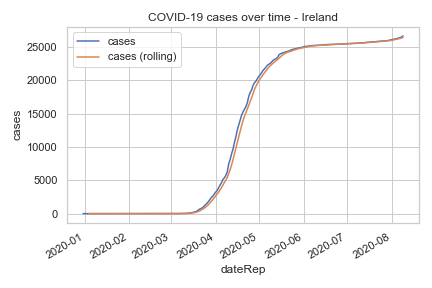 COVID-19 cases over time - Ireland
cases
cases (rolling)
25000
20000
15000
10000
5000
0
cases
2020-01
2020-02
2020-03
2020-04
2020-05
2020-06
2020-07
2020-08
dateRep